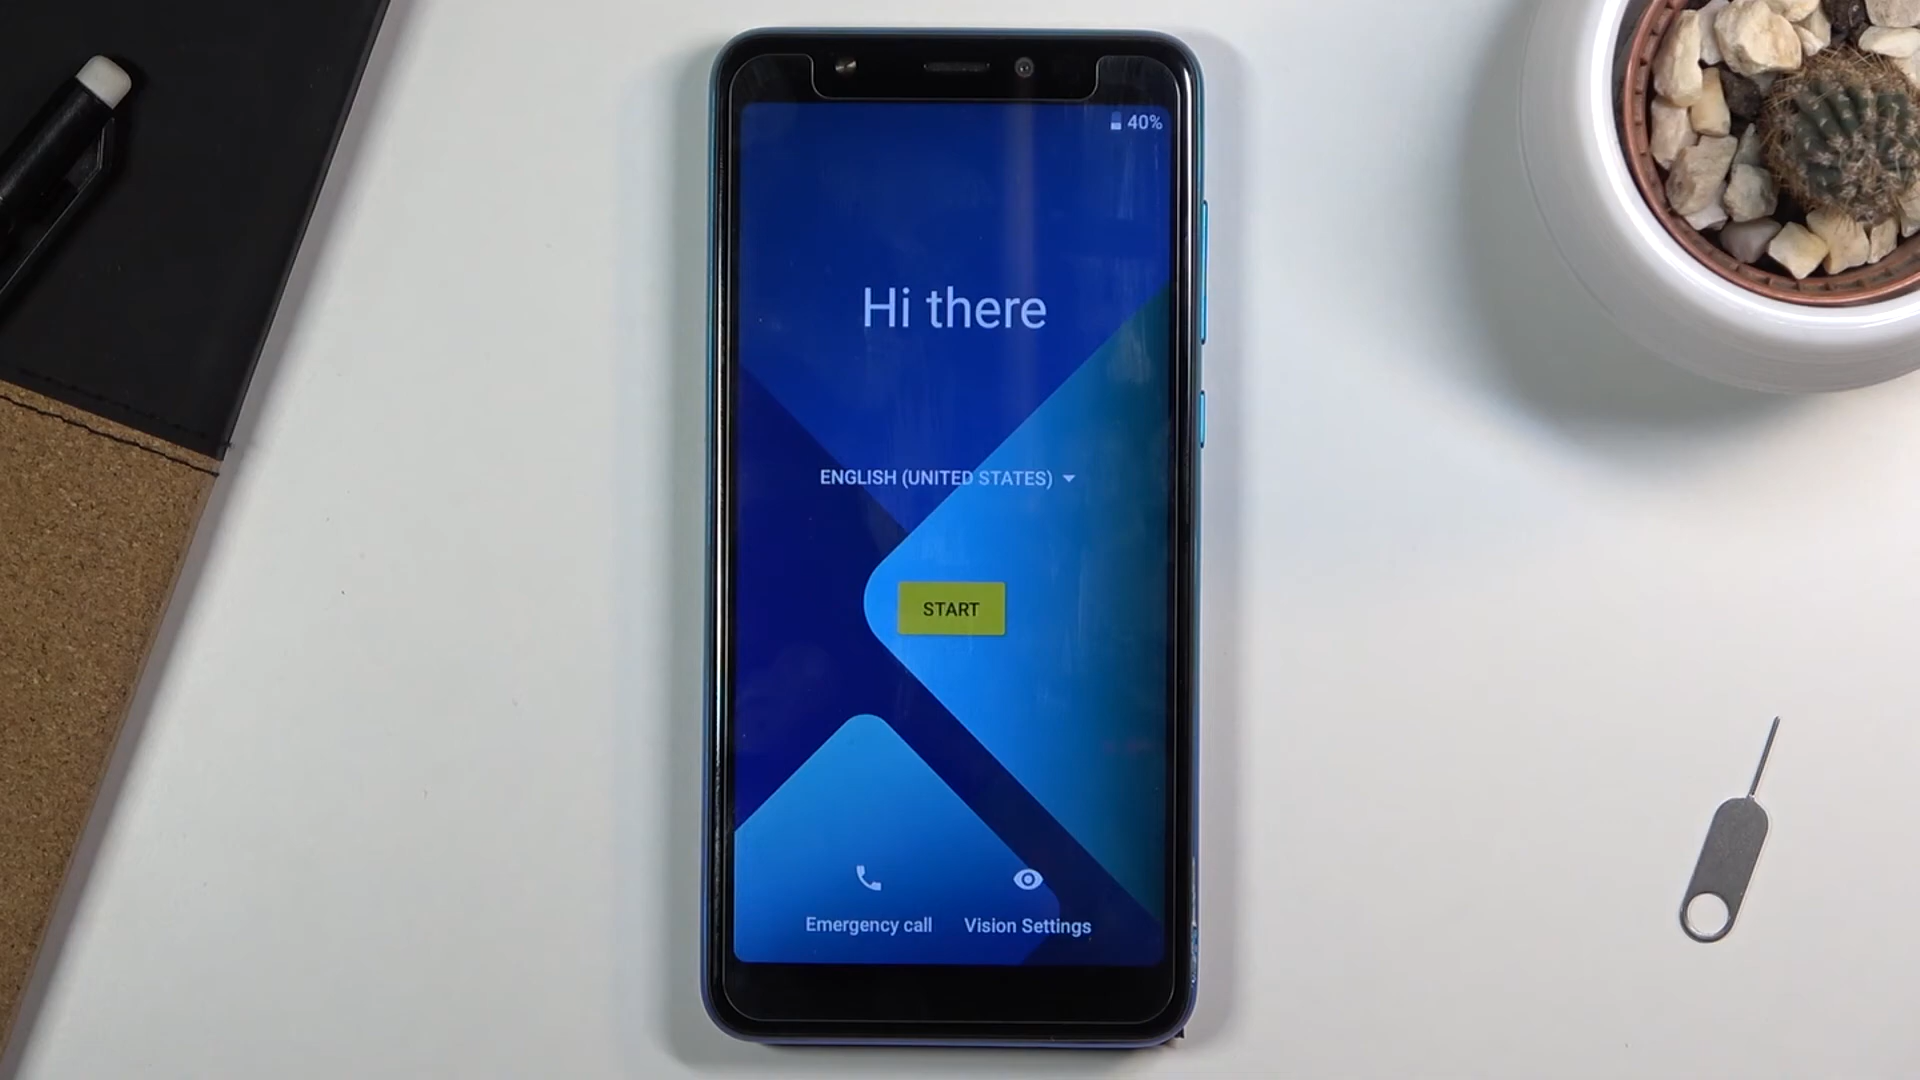 40%
Hi there
ENGLISH (UNITED STATES)
START
Emergency call
Vision Settings